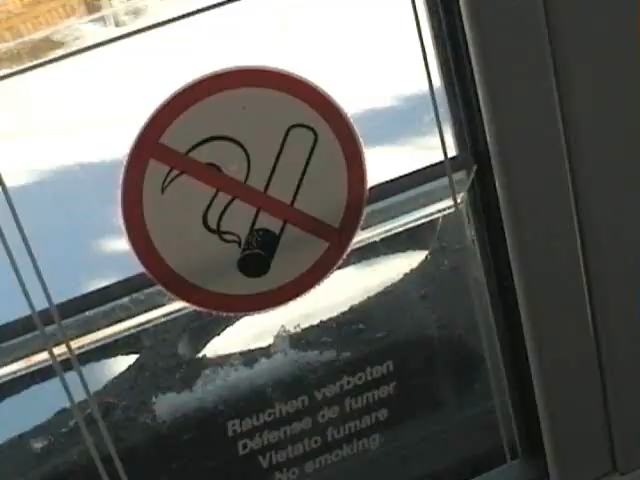 Rauchen verboten
Défense de fumer
Vietato fumare
No smoking